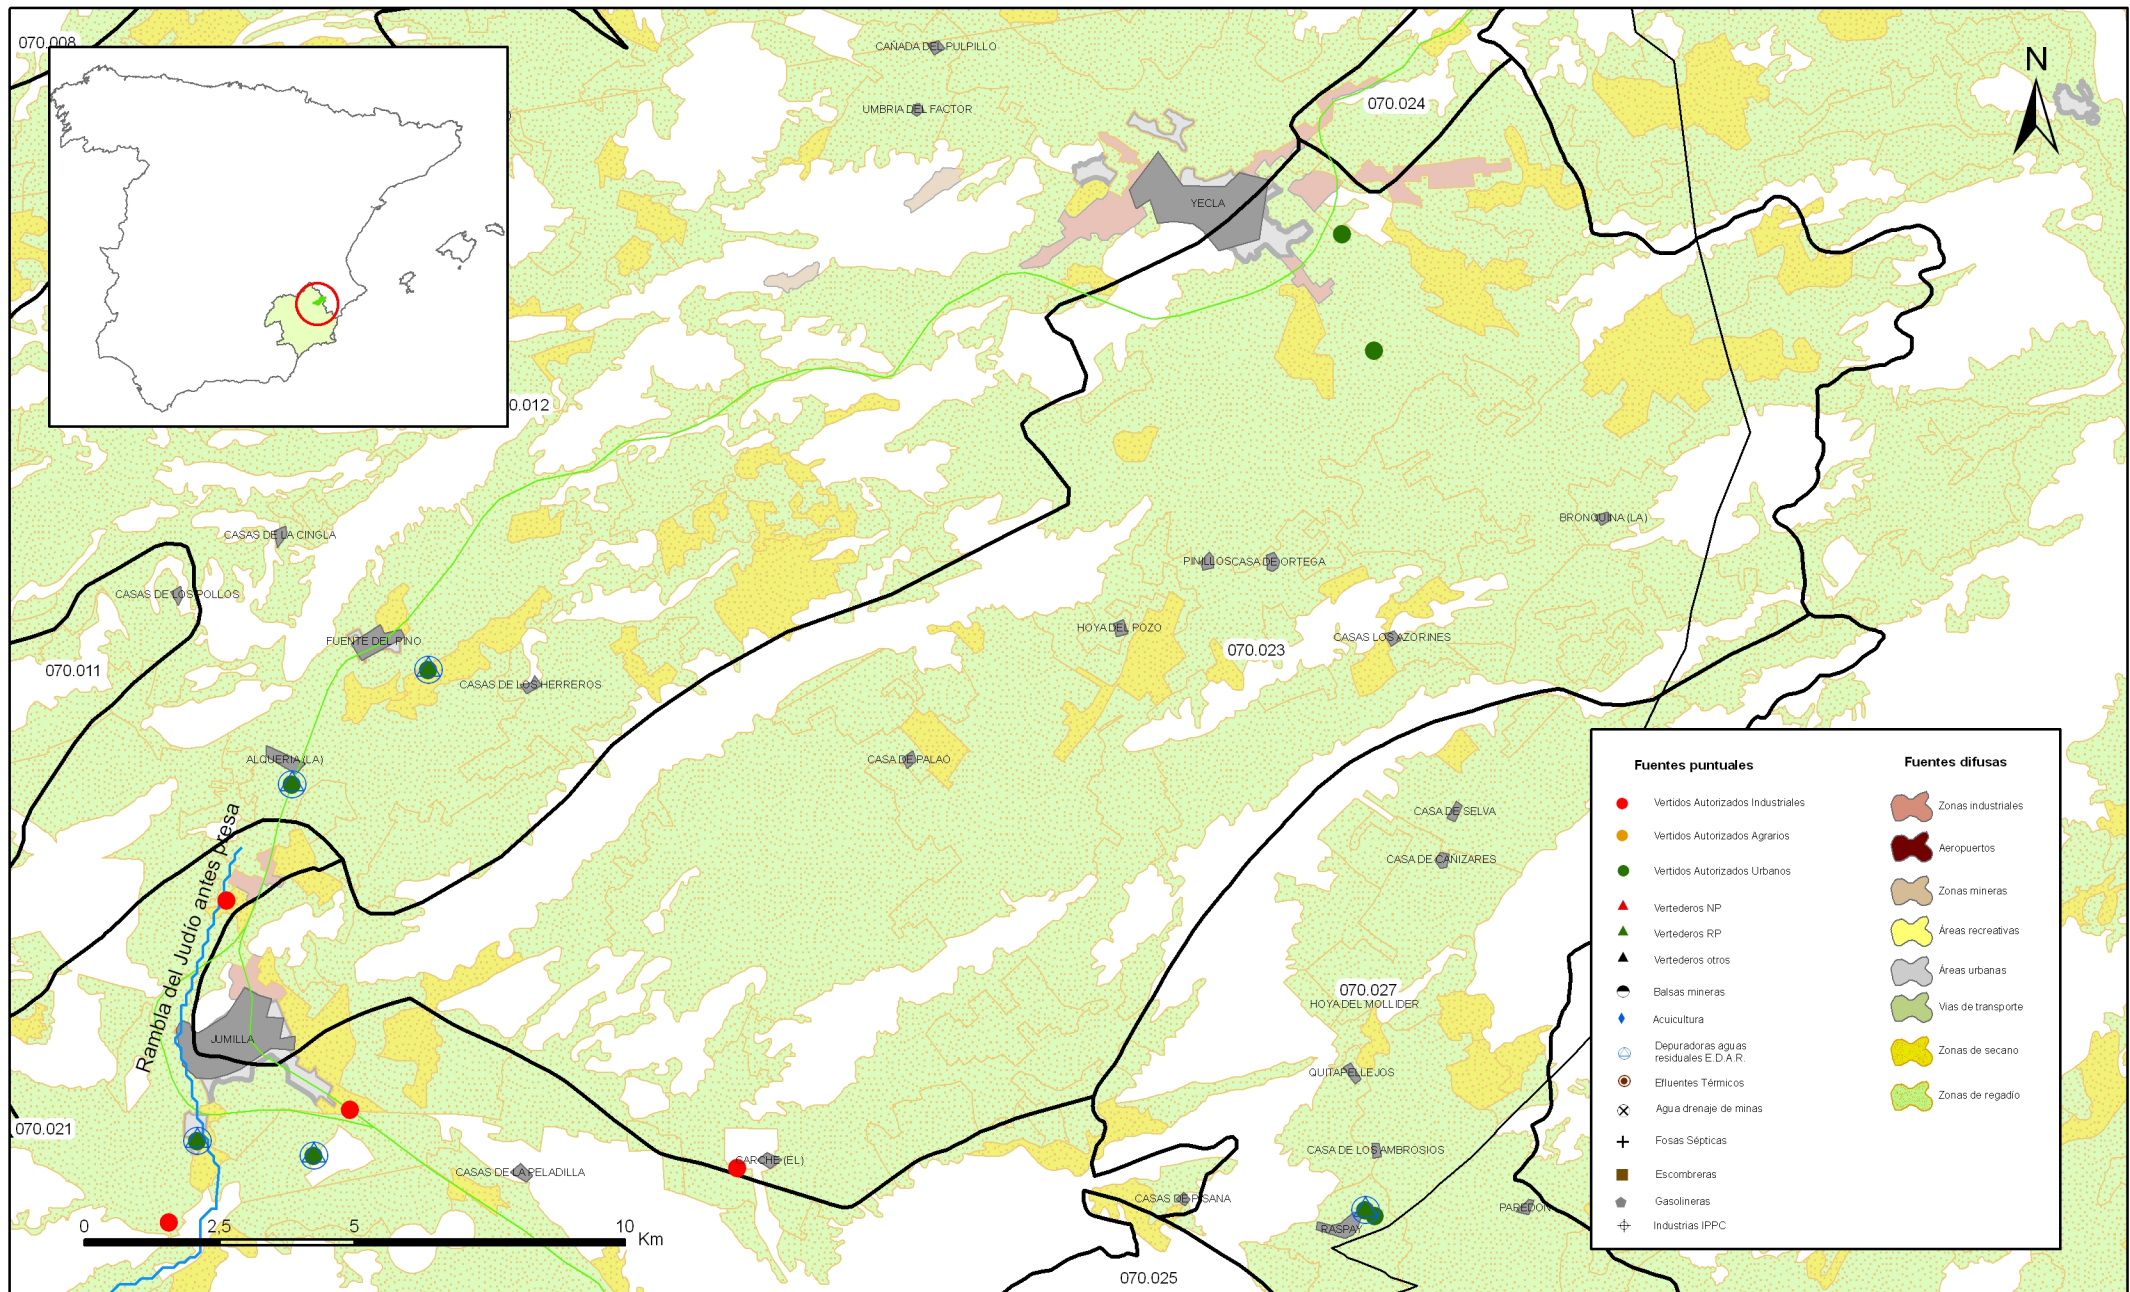 070.008
CAÑADA DEL PULPILLO
N
070.024
UMBRIA DEL FACTOR
YECLA
0.012
BRONQUINA (LA)
CASAS DE LA CINGLA
PINILLOS
CASA DE ORTEGA
CASAS DE LOS POLLOS
HOYA DEL POZO
CASAS LOS AZORINES
FUENTE DEL PINO
070.023
070.011
CASAS DE LOS HERREROS
ALQUERIA (LA)
CASA DE PALAO
CASA DE SELVA
CASA DE CAÑIZARES
Rambla del Judío antes presa
070.027
HOYA DEL MOLLIDER
JUMILLA
QUITAPELLEJOS
070.021
CASA DE LOS AMBROSIOS
CARCHE (EL)
CASAS DE LA PELADILLA
CASAS DE PISANA
PAREDON
RASPAY
070.025
0 2,5 5 10 Km
Fuentes puntuales
Vertidos Autorizados Industriales
Vertidos Autorizados Agrarios
Vertidos Autorizados Urbanos
Vertederos NP
Vertederos RP
Vertederos otros
Balsas mineras
Acuicultura
Depuradoras aguas
residuales E.D.A.R.
Efluentes Térmicos
Agua drenaje de minas
Fosas Sépticas
Escombreras
Gasolineras
Industrias IPPC
Fuentes difusas
Zonas industriales
Aeropuertos
Zonas mineras
Áreas recreativas
Áreas urbanas
Vias de transporte
Zonas de secano
Zonas de regadío